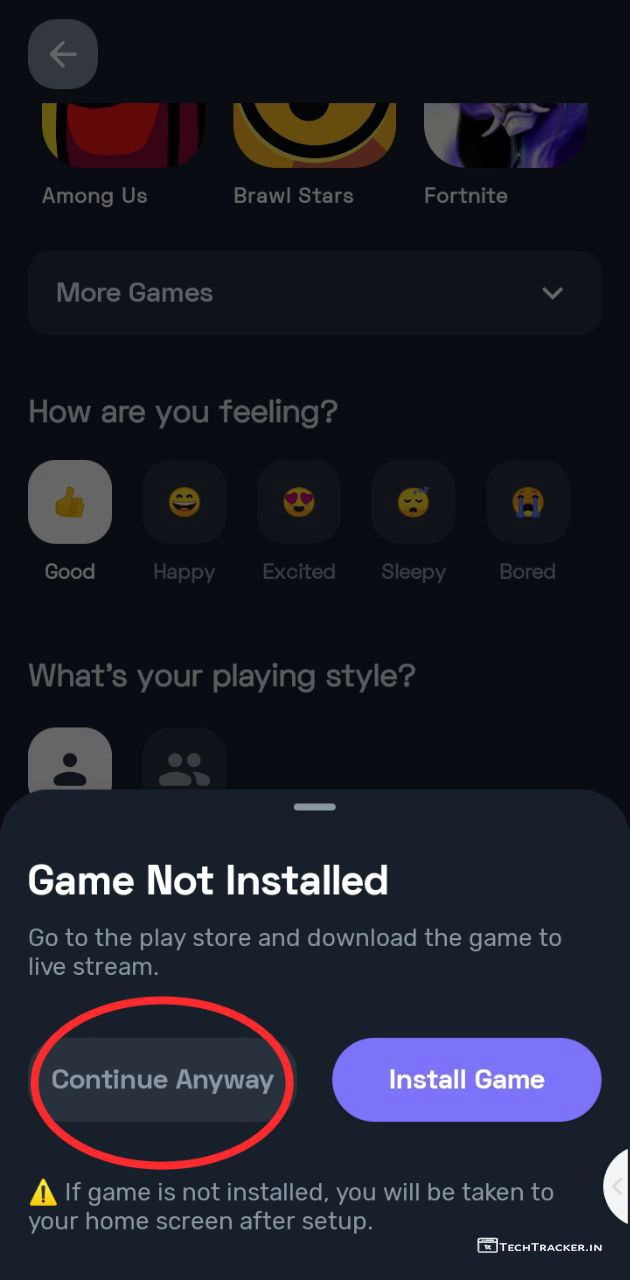 Among Us
Brawl Stars
Fortnite
More Games
How are you feeling?
Good
Happy
Excited
Sleepy
Bored
What's your playing style?
Game Not Installed
Go to the play store and download the game to
live stream.
Continue Anyway
Install Game
⚠️ If game is not installed, you will be taken to
your home screen after setup.
TECHTRACKER.IN